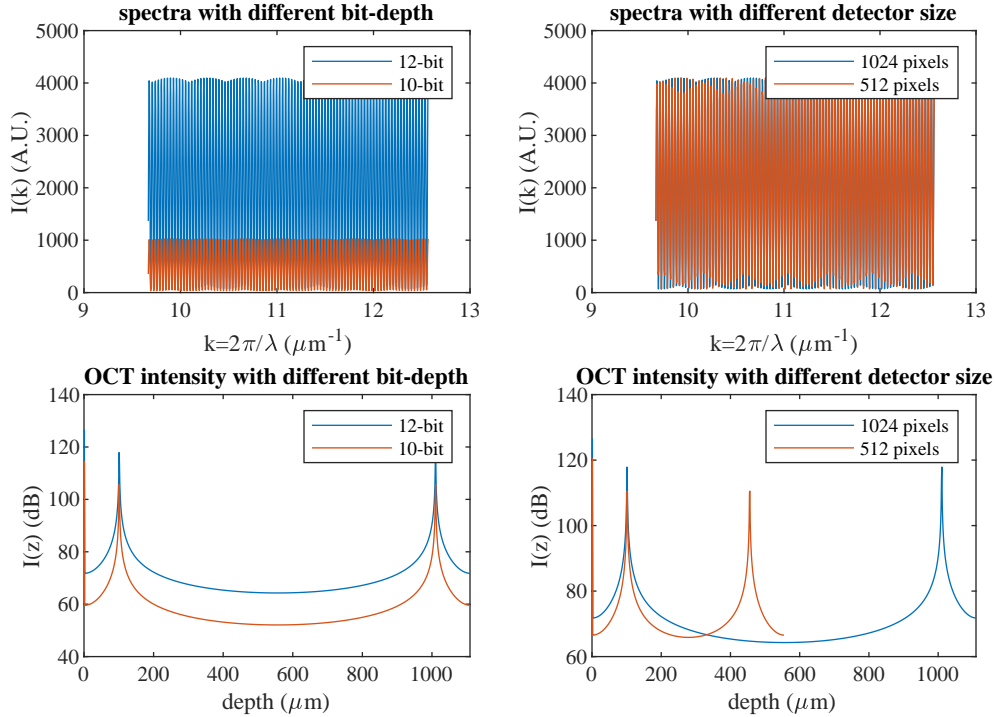 spectra with different bit-depth
5000
4000
3000
2000
1000
0
I(k) (A.U.)
12-bit
10-bit
9
10
11
12
13
k=2π/λ (μm⁻¹)
spectra with different detector size
5000
4000
3000
2000
1000
0
I(k) (A.U.)
1024 pixels
512 pixels
9
10
11
12
13
k=2π/λ (μm⁻¹)
OCT intensity with different bit-depth
140
120
100
80
60
40
I(z) (dB)
12-bit
10-bit
0
200
400
600
800
1000
depth (μm)
OCT intensity with different detector size
140
120
100
80
60
I(z) (dB)
1024 pixels
512 pixels
0
200
400
600
800
1000
depth (μm)